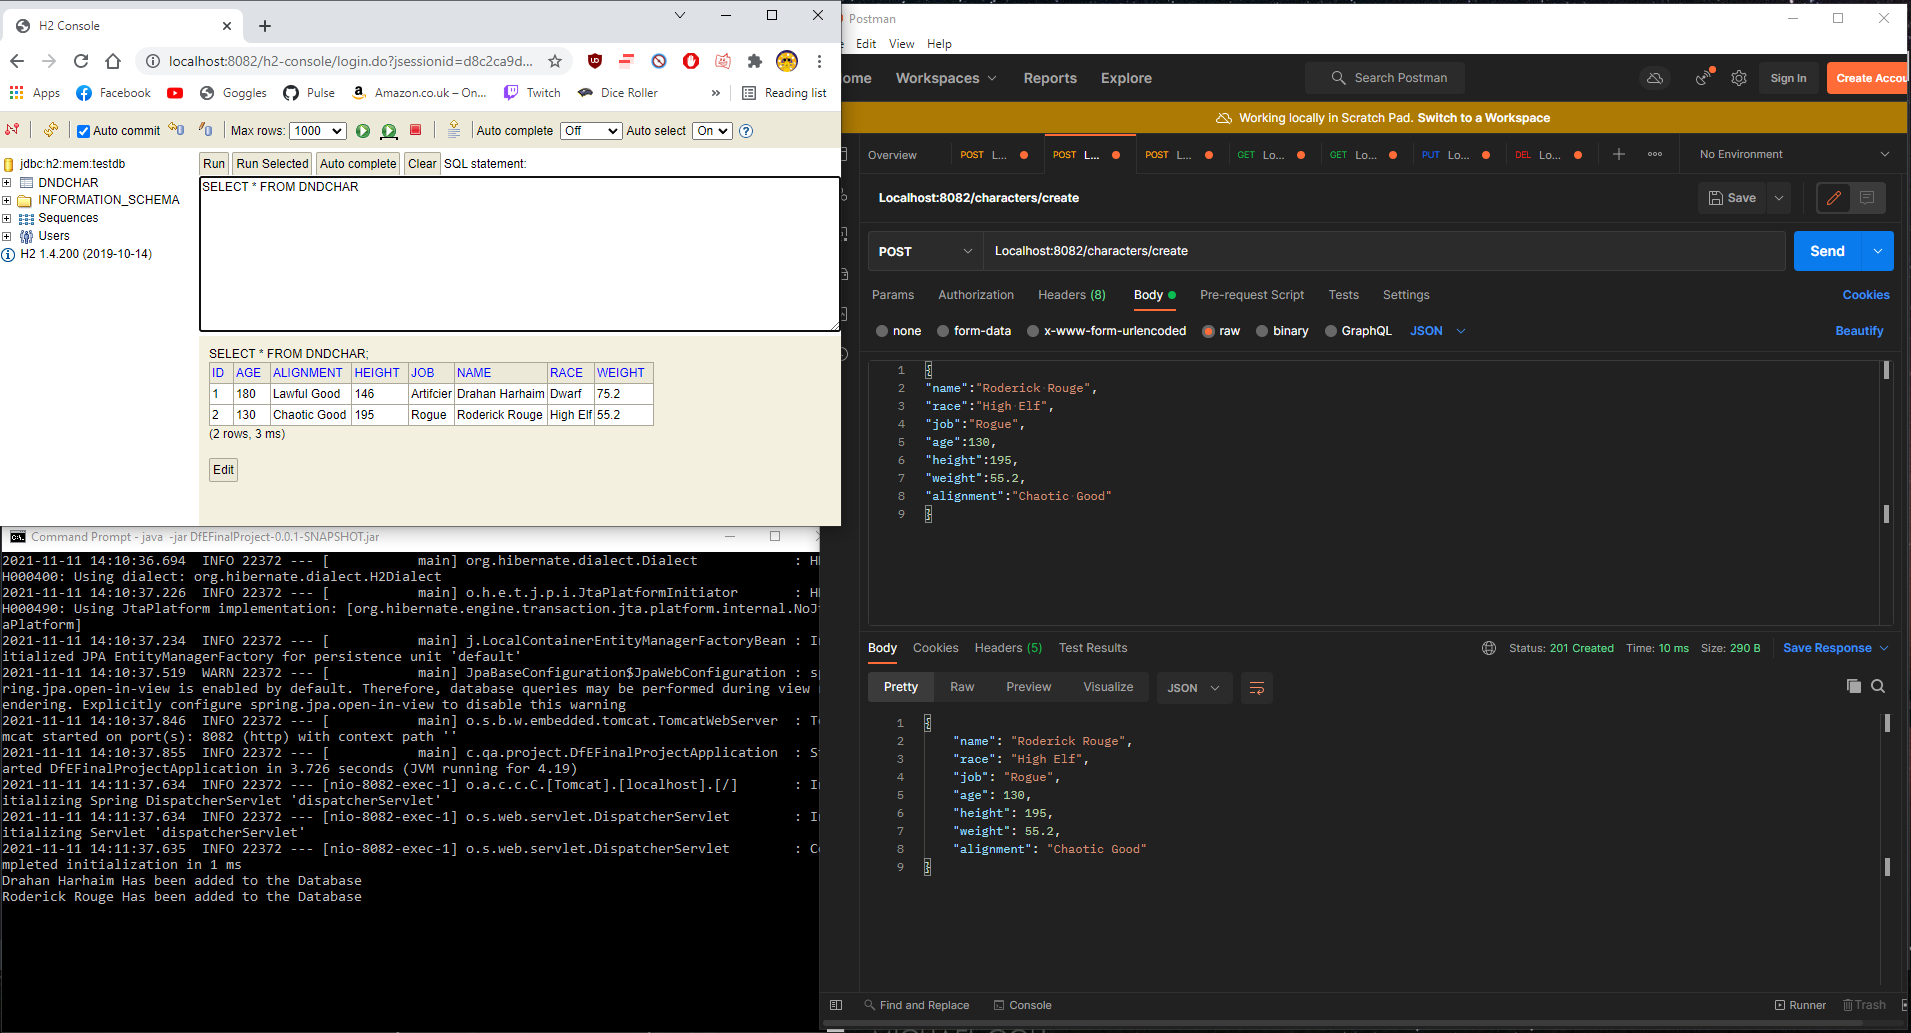 H2 Console
localhost:8082/h2-console/login.do?jsessionid=d8c2ca9d...
Apps Facebook Goggles Pulse Amazon.co.uk – On... Twitch Dice Roller » Reading list
Auto commit Max rows: 1000 Auto complete Off Auto select On
jdbc:h2:mem:testdb
DNDCHAR
INFORMATION_SCHEMA
Sequences
Users
H2 1.4.200 (2019-10-14)
Run Run Selected Auto complete Clear SQL statement:
SELECT * FROM DNDCHAR
SELECT * FROM DNDCHAR;
ID AGE ALIGNMENT HEIGHT JOB NAME RACE WEIGHT
1 180 Lawful Good 146 Artifcier Drahan Harhaim Dwarf 75.2
2 130 Chaotic Good 195 Rogue Roderick Rouge High Elf 55.2
(2 rows, 3 ms)
Edit
Command Prompt - java -jar DfEFinalProject-0.0.1-SNAPSHOT.jar
2021-11-11 14:10:36.694 INFO 22372 --- [ main] org.hibernate.dialect.Dialect : HH
H000400: Using dialect: org.hibernate.dialect.H2Dialect
2021-11-11 14:10:37.226 INFO 22372 --- [ main] o.h.e.t.j.p.i.JtaPlatformInitiator : HH
H000490: Using JtaPlatform implementation: [org.hibernate.engine.transaction.jta.platform.internal.NoJt
aPlatform]
2021-11-11 14:10:37.234 INFO 22372 --- [ main] j.LocalContainerEntityManagerFactoryBean : In
itialized JPA EntityManagerFactory for persistence unit 'default'
2021-11-11 14:10:37.519 WARN 22372 --- [ main] JpaBaseConfiguration$JpaWebConfiguration : sp
ring.jpa.open-in-view is enabled by default. Therefore, database queries may be performed during view r
endering. Explicitly configure spring.jpa.open-in-view to disable this warning
2021-11-11 14:10:37.846 INFO 22372 --- [ main] o.s.b.w.embedded.tomcat.TomcatWebServer : To
mcat started on port(s): 8082 (http) with context path ''
2021-11-11 14:10:37.855 INFO 22372 --- [ main] c.qa.project.DfEFinalProjectApplication : St
arted DfEFinalProjectApplication in 3.726 seconds (JVM running for 4.19)
2021-11-11 14:11:37.634 INFO 22372 --- [nio-8082-exec-1] o.a.c.c.C.[Tomcat].[localhost].[/] : In
itializing Spring DispatcherServlet 'dispatcherServlet'
2021-11-11 14:11:37.634 INFO 22372 --- [nio-8082-exec-1] o.s.web.servlet.DispatcherServlet : In
itializing Servlet 'dispatcherServlet'
2021-11-11 14:11:37.635 INFO 22372 --- [nio-8082-exec-1] o.s.web.servlet.DispatcherServlet : Co
mpleted initialization in 1 ms
Drahan Harhaim Has been added to the Database
Roderick Rouge Has been added to the Database
Postman
Edit View Help
ome Workspaces Reports Explore Search Postman Sign In Create Accou
Working locally in Scratch Pad. Switch to a Workspace
Overview POST L... POST L... POST L... GET Lo... GET Lo... PUT Lo... DEL Lo... No Environment
Localhost:8082/characters/create Save
POST Localhost:8082/characters/create Send
Params Authorization Headers (8) Body Pre-request Script Tests Settings Cookies
none form-data x-www-form-urlencoded raw binary GraphQL JSON Beautify
1 {
2 "name":"Roderick Rouge",
3 "race":"High Elf",
4 "job":"Rogue",
5 "age":130,
6 "height":195,
7 "weight":55.2,
8 "alignment":"Chaotic Good"
9 }
Body Cookies Headers (5) Test Results Status: 201 Created Time: 10 ms Size: 290 B Save Response
Pretty Raw Preview Visualize JSON
1 {
2 "name": "Roderick Rouge",
3 "race": "High Elf",
4 "job": "Rogue",
5 "age": 130,
6 "height": 195,
7 "weight": 55.2,
8 "alignment": "Chaotic Good"
9 }
Find and Replace Console Runner Trash